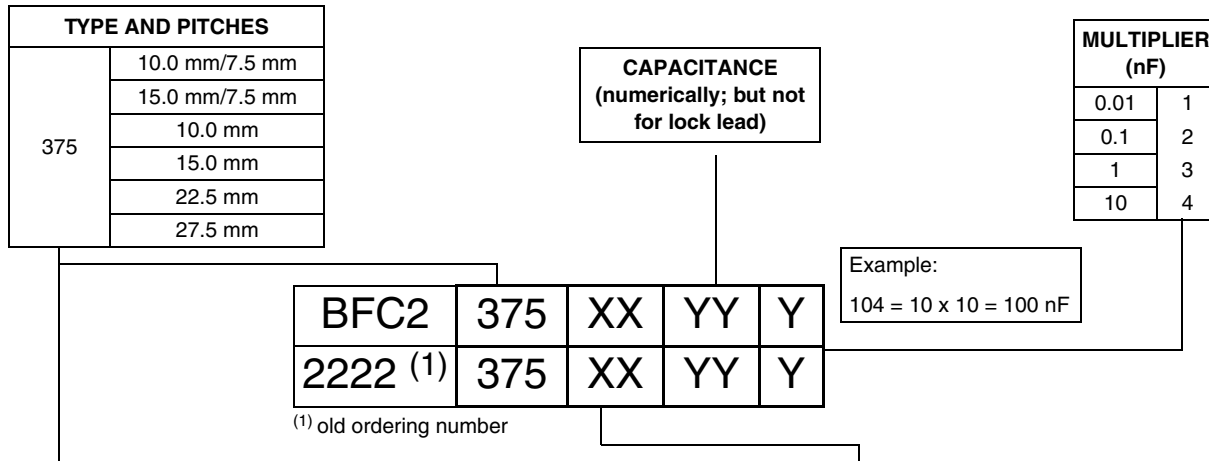 TYPE AND PITCHES
375
10.0 mm/7.5 mm
15.0 mm/7.5 mm
10.0 mm
15.0 mm
22.5 mm
27.5 mm
CAPACITANCE
(numerically; but not
for lock lead)
MULTIPLIER
(nF)
0.01 1
0.1 2
1 3
10 4
Example:
104 = 10 x 10 = 100 nF
BFC2 375 XX YY Y
2222 (1) 375 XX YY Y
(1) old ordering number